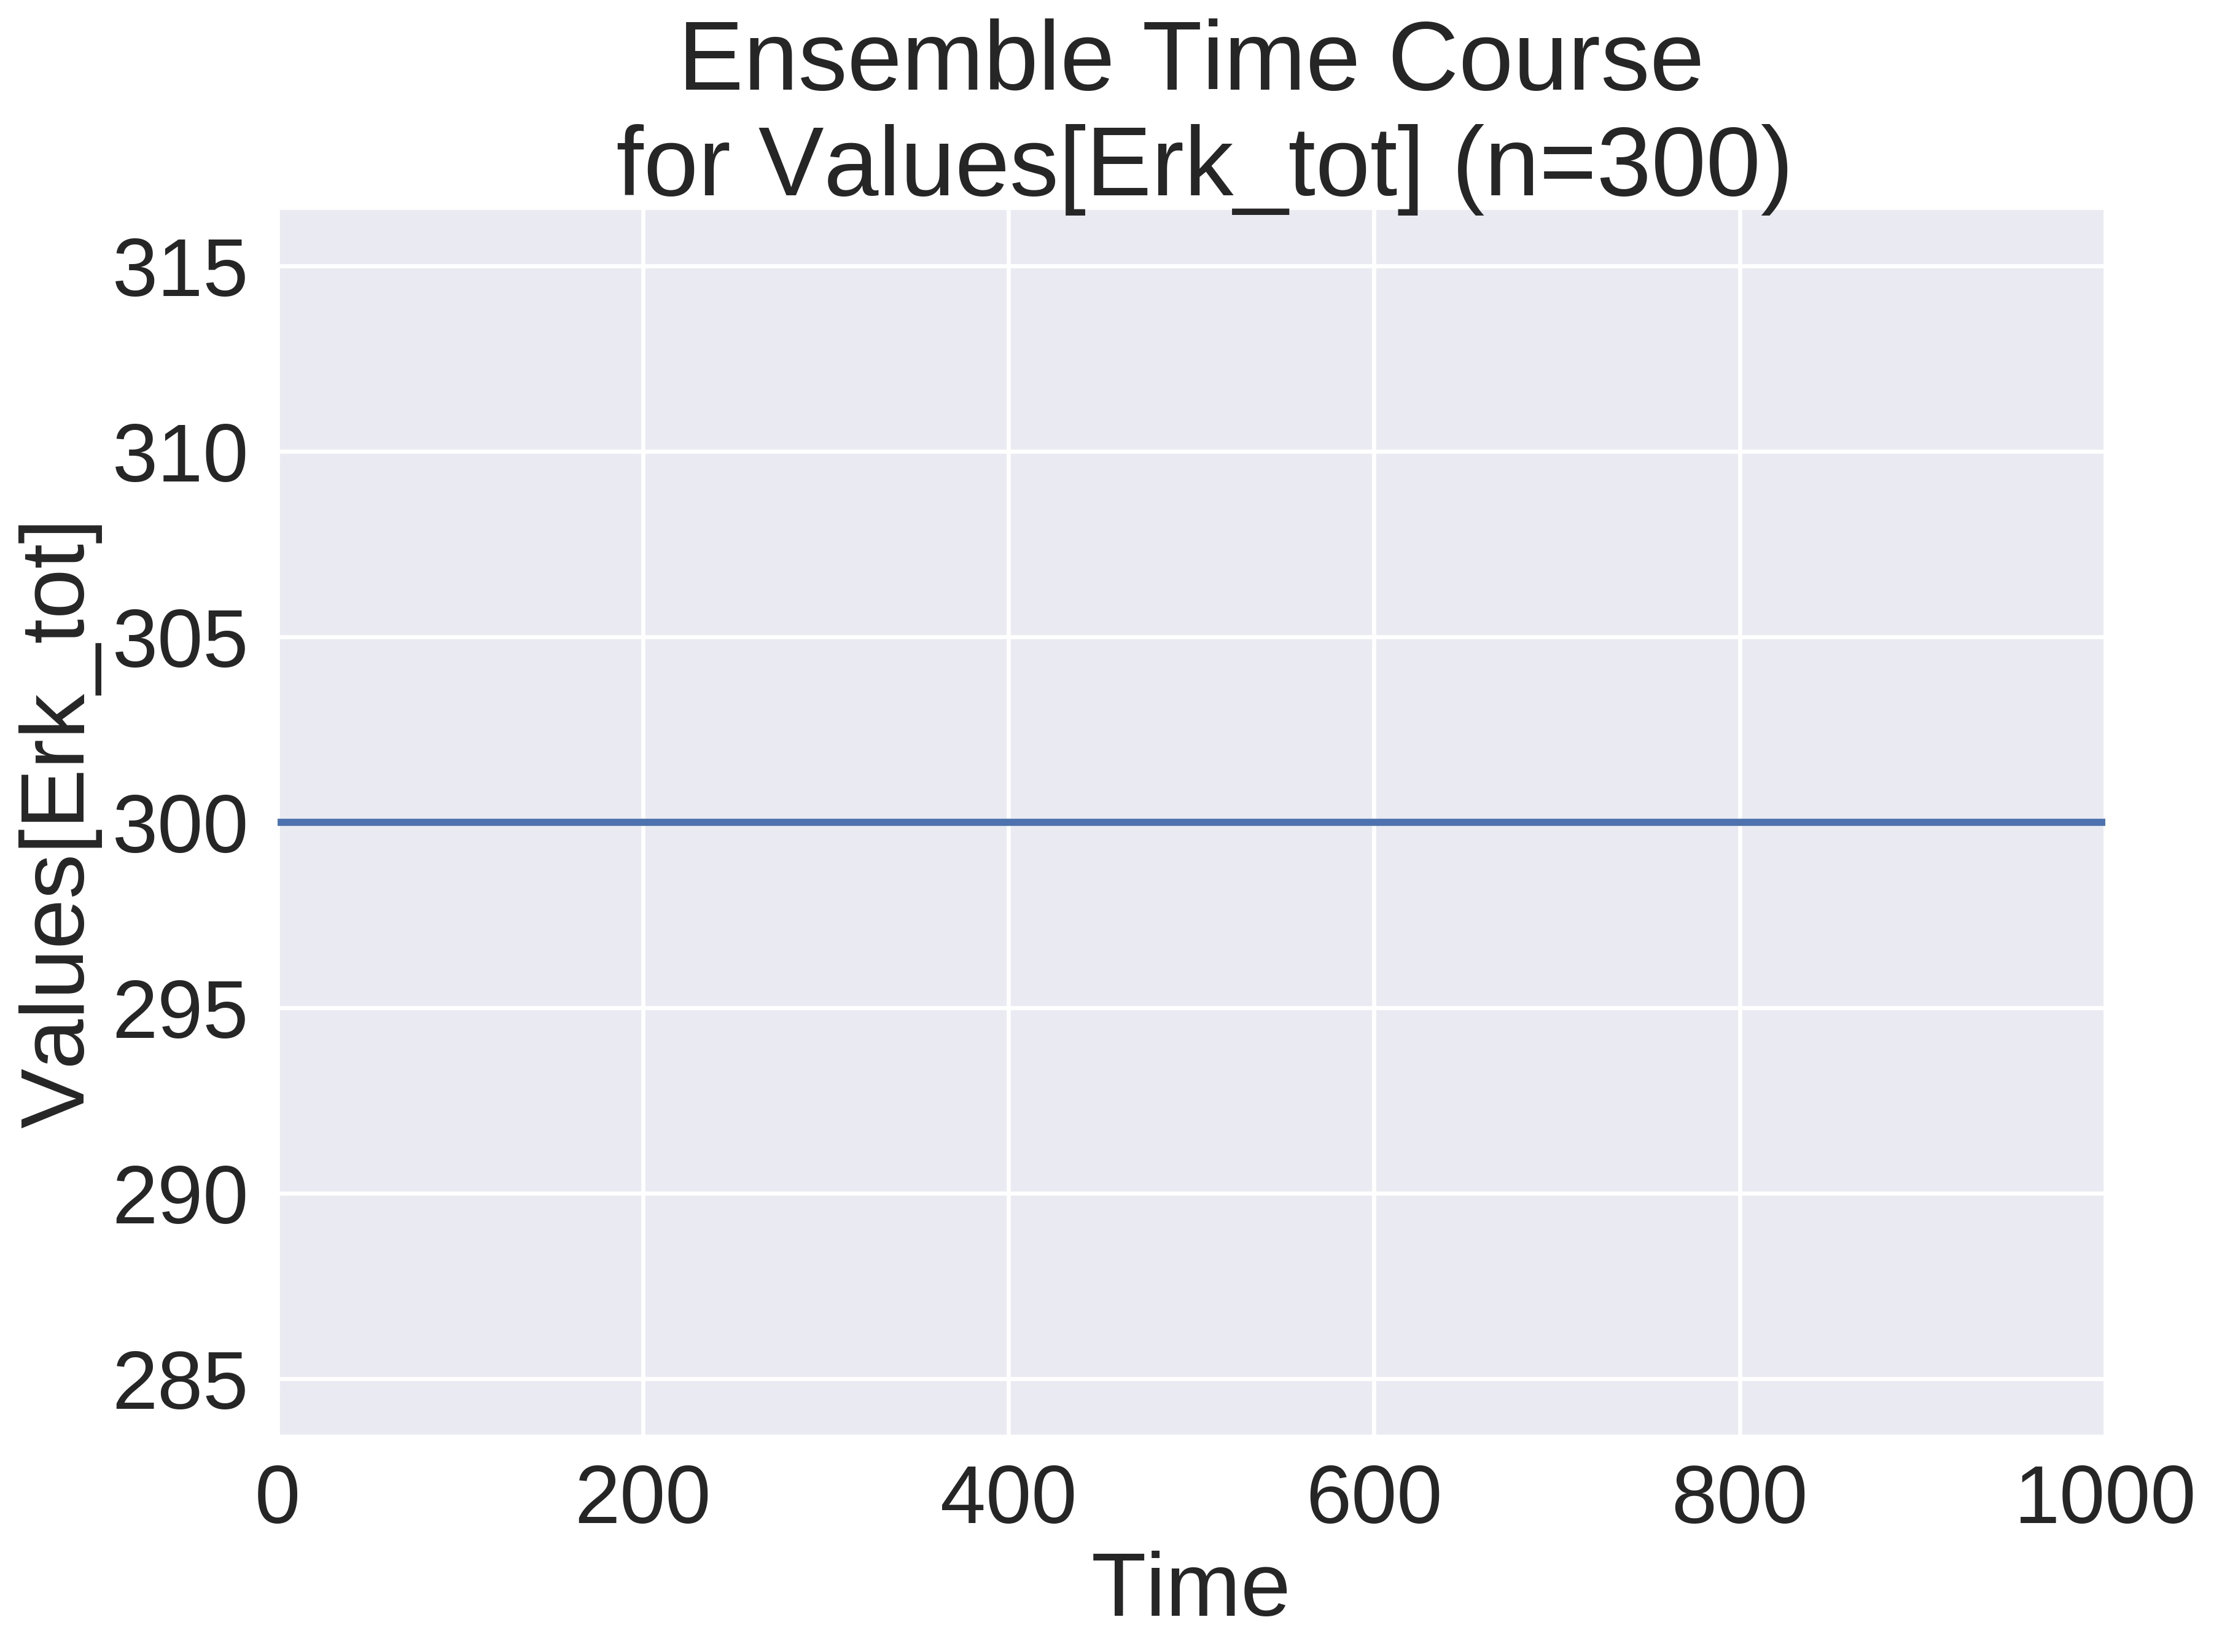 Ensemble Time Course
for Values[Erk_tot] (n=300)
315
310
305
300
295
290
285
Values[Erk_tot]
0 200 400 600 800 1000
Time